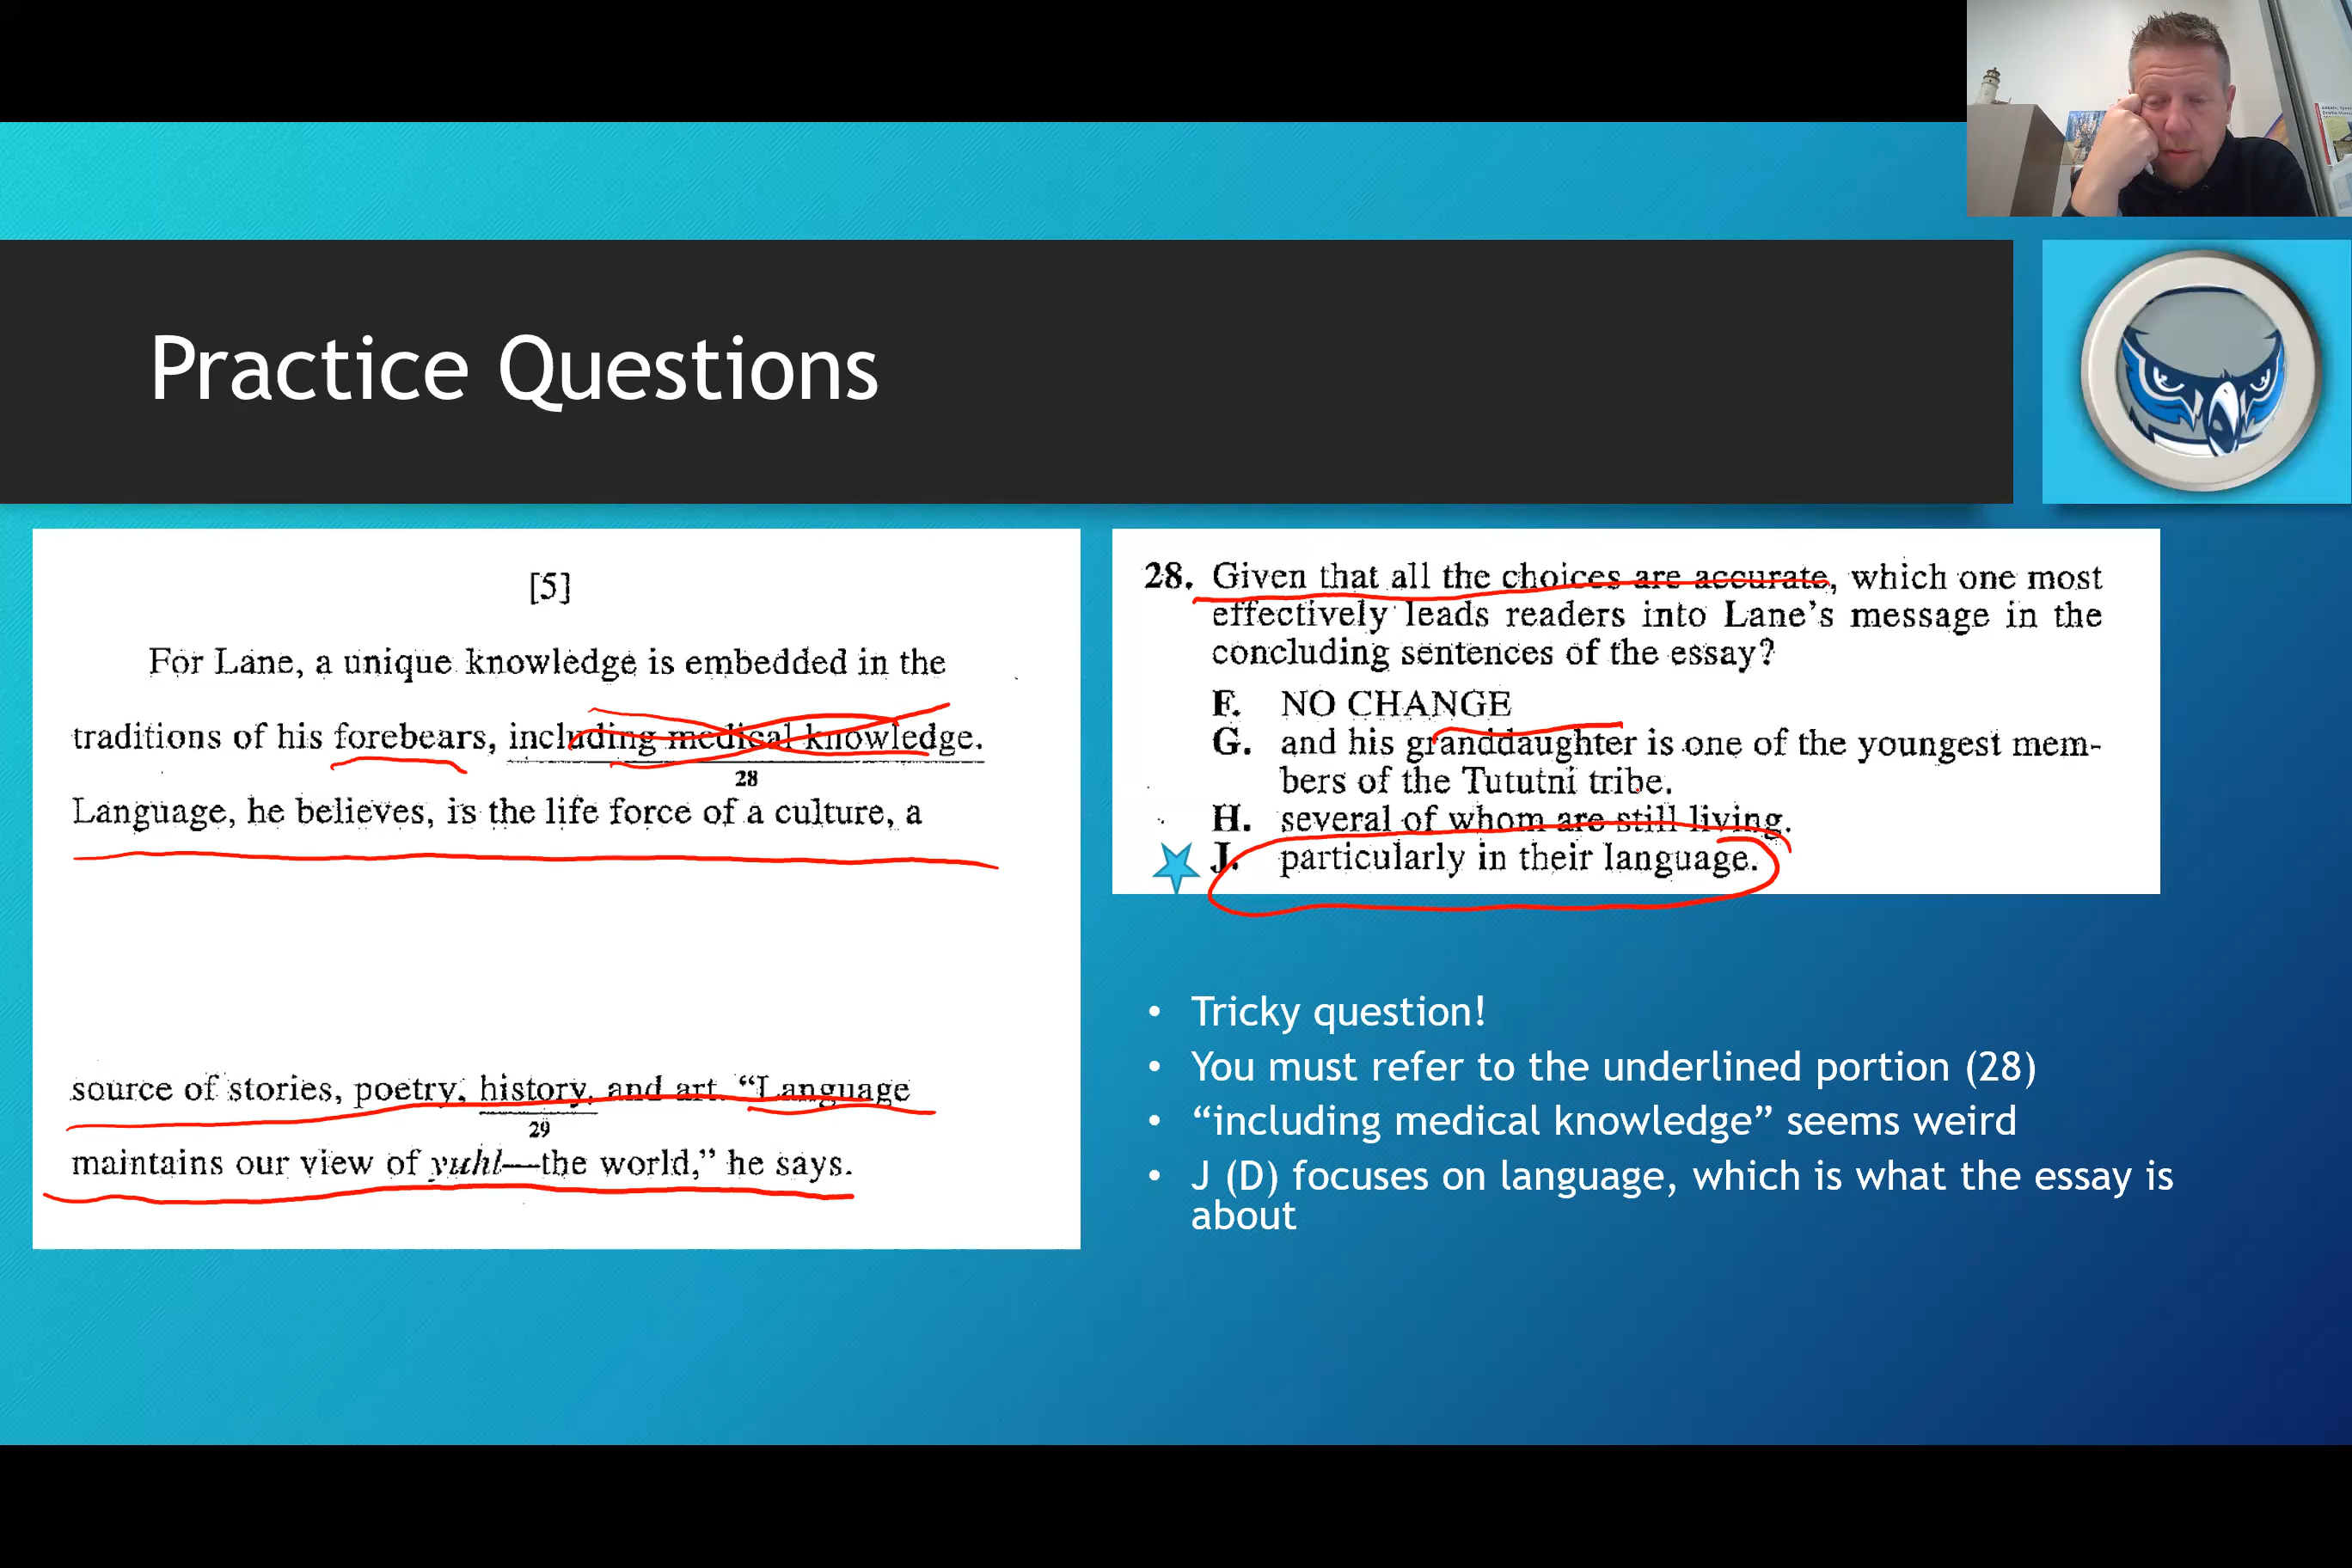 Practice Questions
[5]
For Lane, a unique knowledge is embedded in the
traditions of his forebears, including medical knowledge.
28
Language, he believes, is the life force of a culture, a
source of stories, poetry, history, and art. “Language
29
maintains our view of yuhl—the world,” he says.
28. Given that all the choices are accurate, which one most
effectively leads readers into Lane’s message in the
concluding sentences of the essay?
F. NO CHANGE
G. and his granddaughter is one of the youngest mem-
bers of the Tututni tribe.
H. several of whom are still living.
J. particularly in their language.
• Tricky question!
• You must refer to the underlined portion (28)
• “including medical knowledge” seems weird
• J (D) focuses on language, which is what the essay is
about